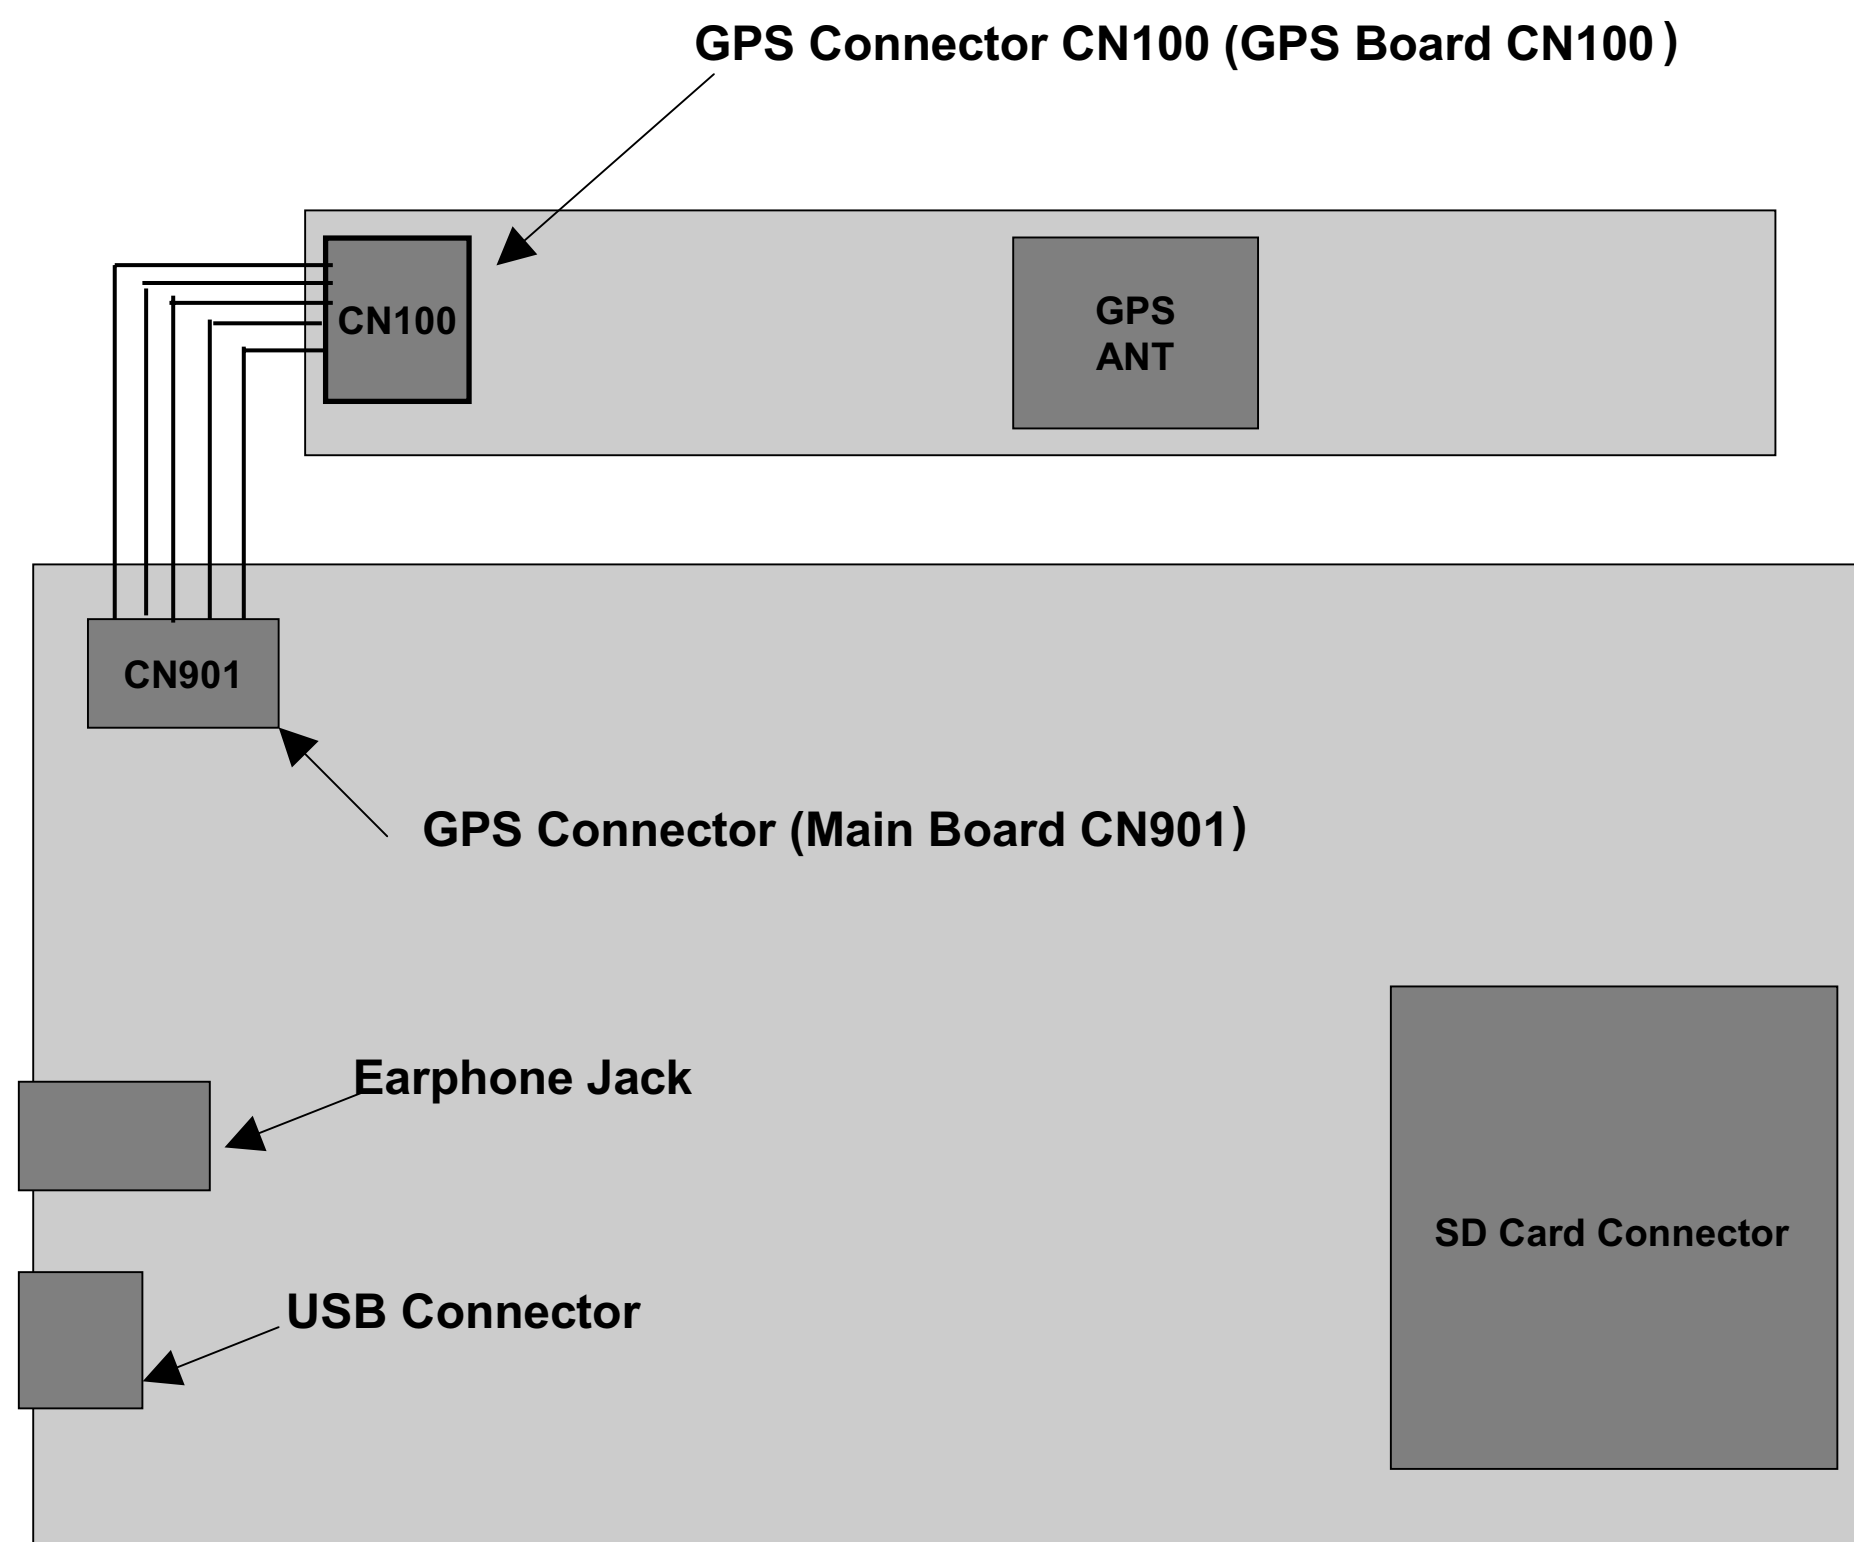 GPS Connector CN100 (GPS Board CN100)
CN100
GPS
ANT
CN901
GPS Connector (Main Board CN901)
Earphone Jack
SD Card Connector
USB Connector